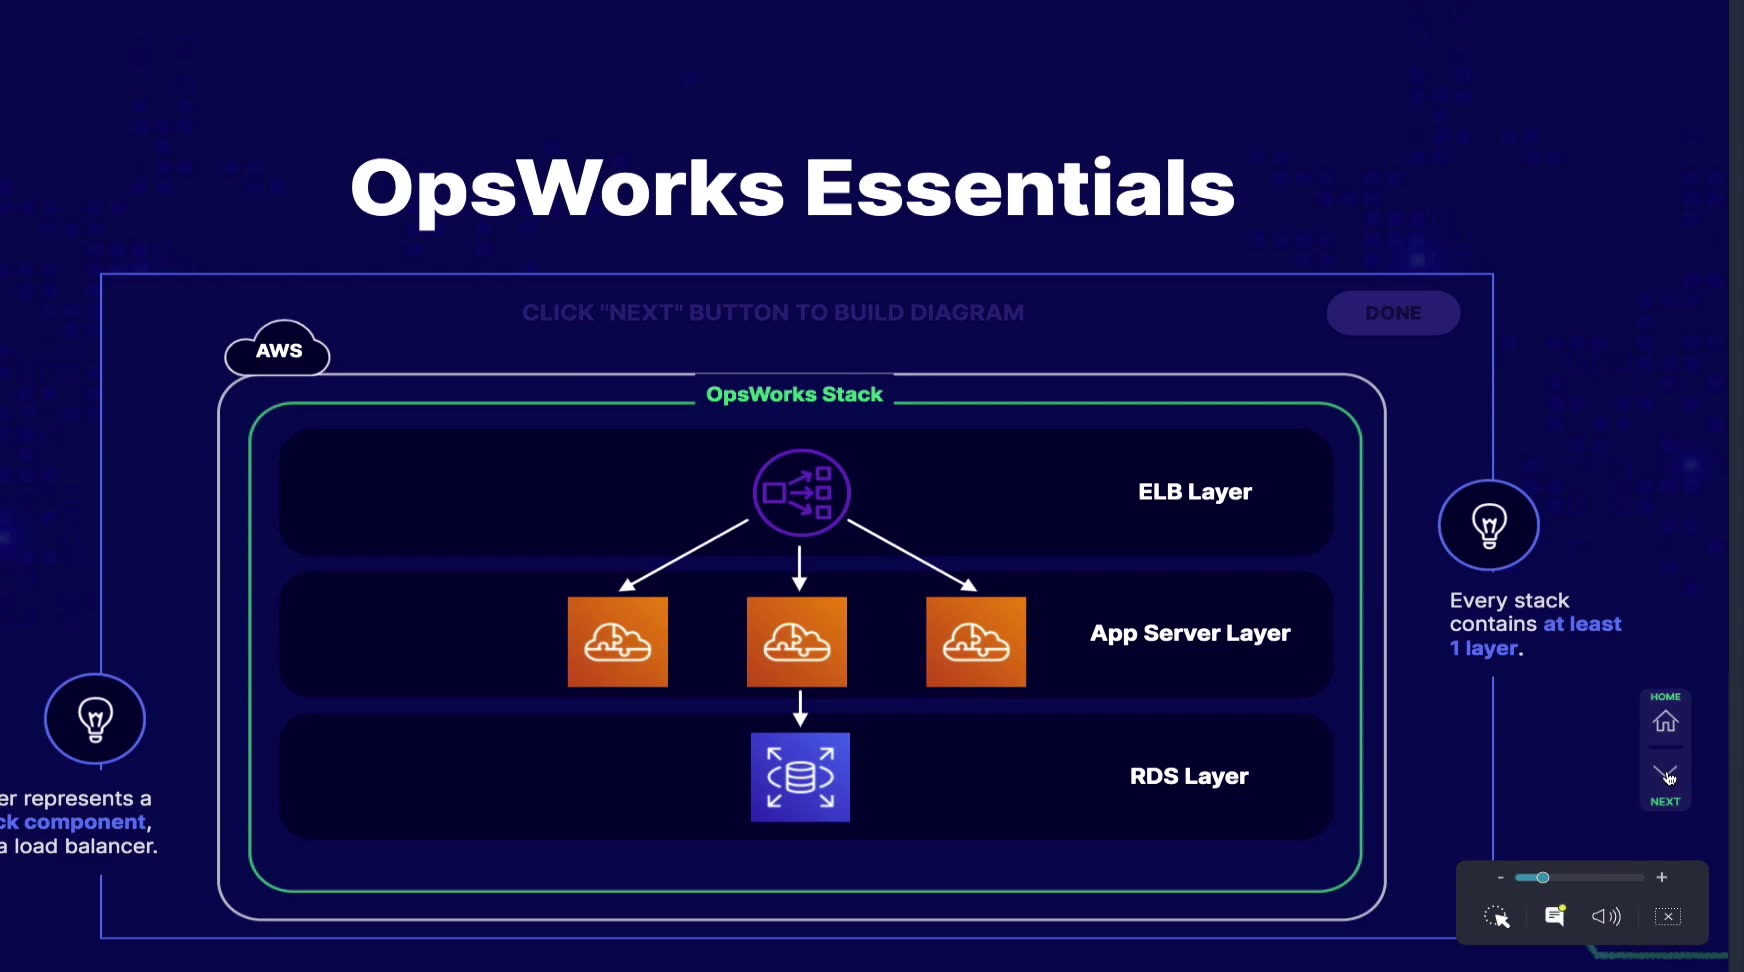 OpsWorks Essentials
CLICK "NEXT" BUTTON TO BUILD DIAGRAM
DONE
AWS
OpsWorks Stack
ELB Layer
App Server Layer
RDS Layer
Every stack
contains at least
1 layer.
er represents a
ck component,
a load balancer.
HOME
NEXT
- +